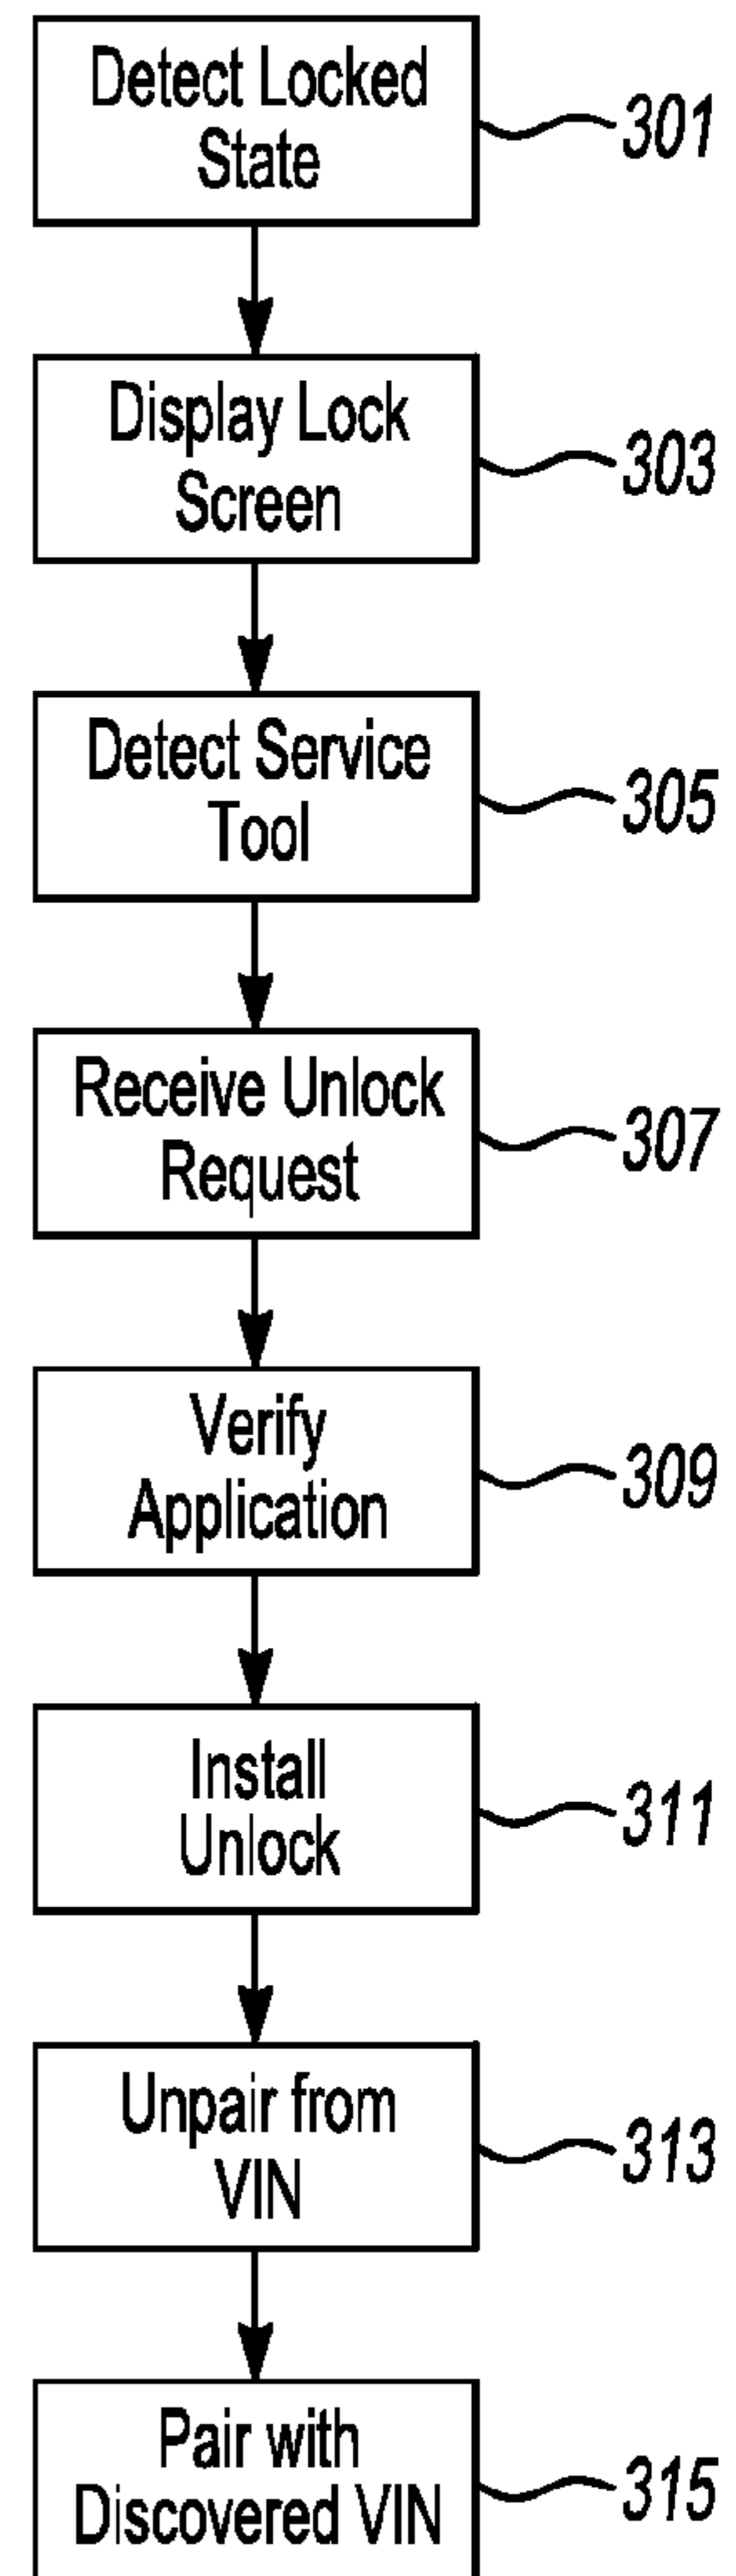 Detect Locked
State
301
Display Lock
Screen
303
Detect Service
Tool
305
Receive Unlock
Request
307
Verify
Application
309
Install
Unlock
311
Unpair from
VIN
313
Pair with
Discovered VIN
315